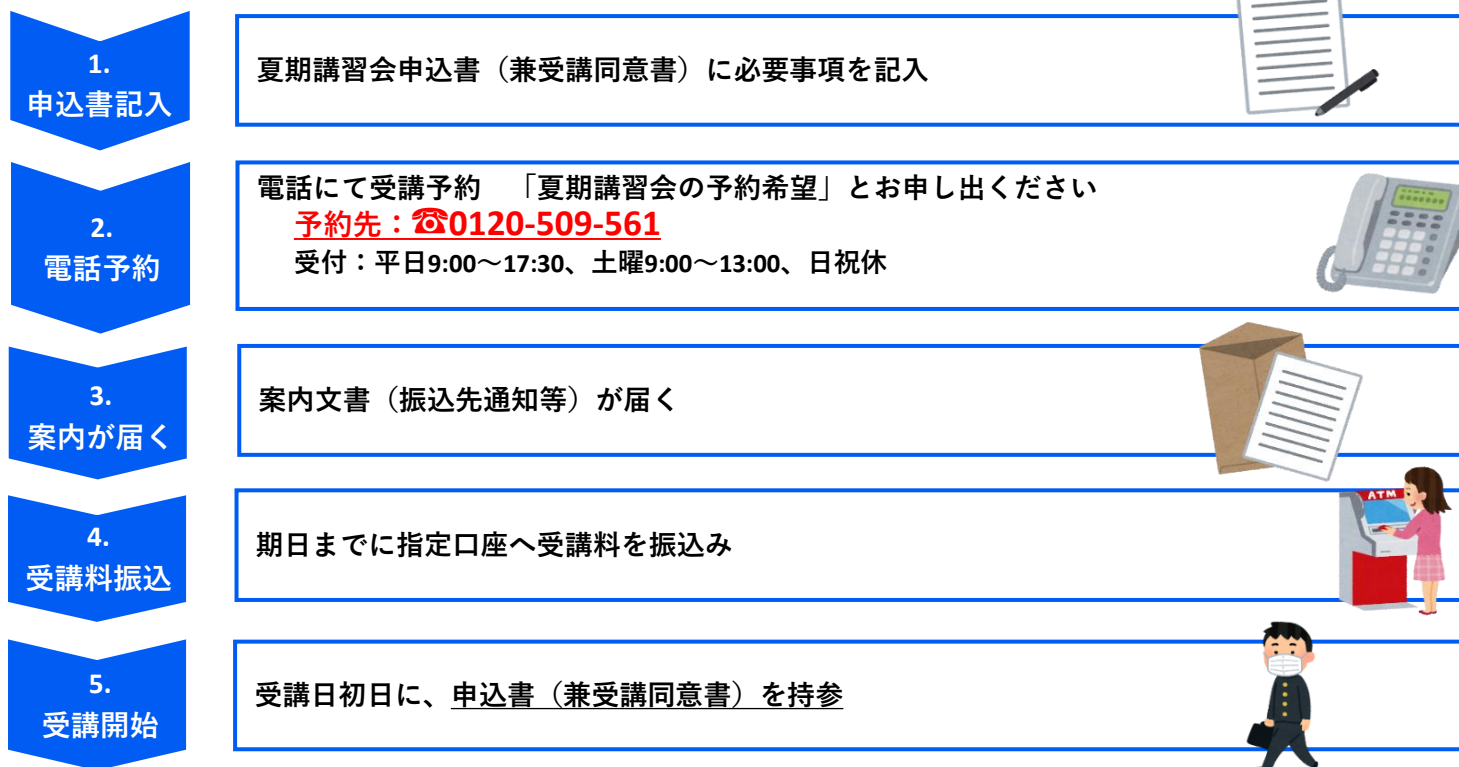 1.
申込書記入
夏期講習会申込書（兼受講同意書）に必要事項を記入
2.
電話予約
電話にて受講予約　「夏期講習会の予約希望」とお申し出ください
予約先：☎0120-509-561
受付：平日9:00～17:30、土曜9:00～13:00、日祝休
3.
案内が届く
案内文書（振込先通知等）が届く
4.
受講料振込
期日までに指定口座へ受講料を振込み
ATM
5.
受講開始
受講日初日に、申込書（兼受講同意書）を持参